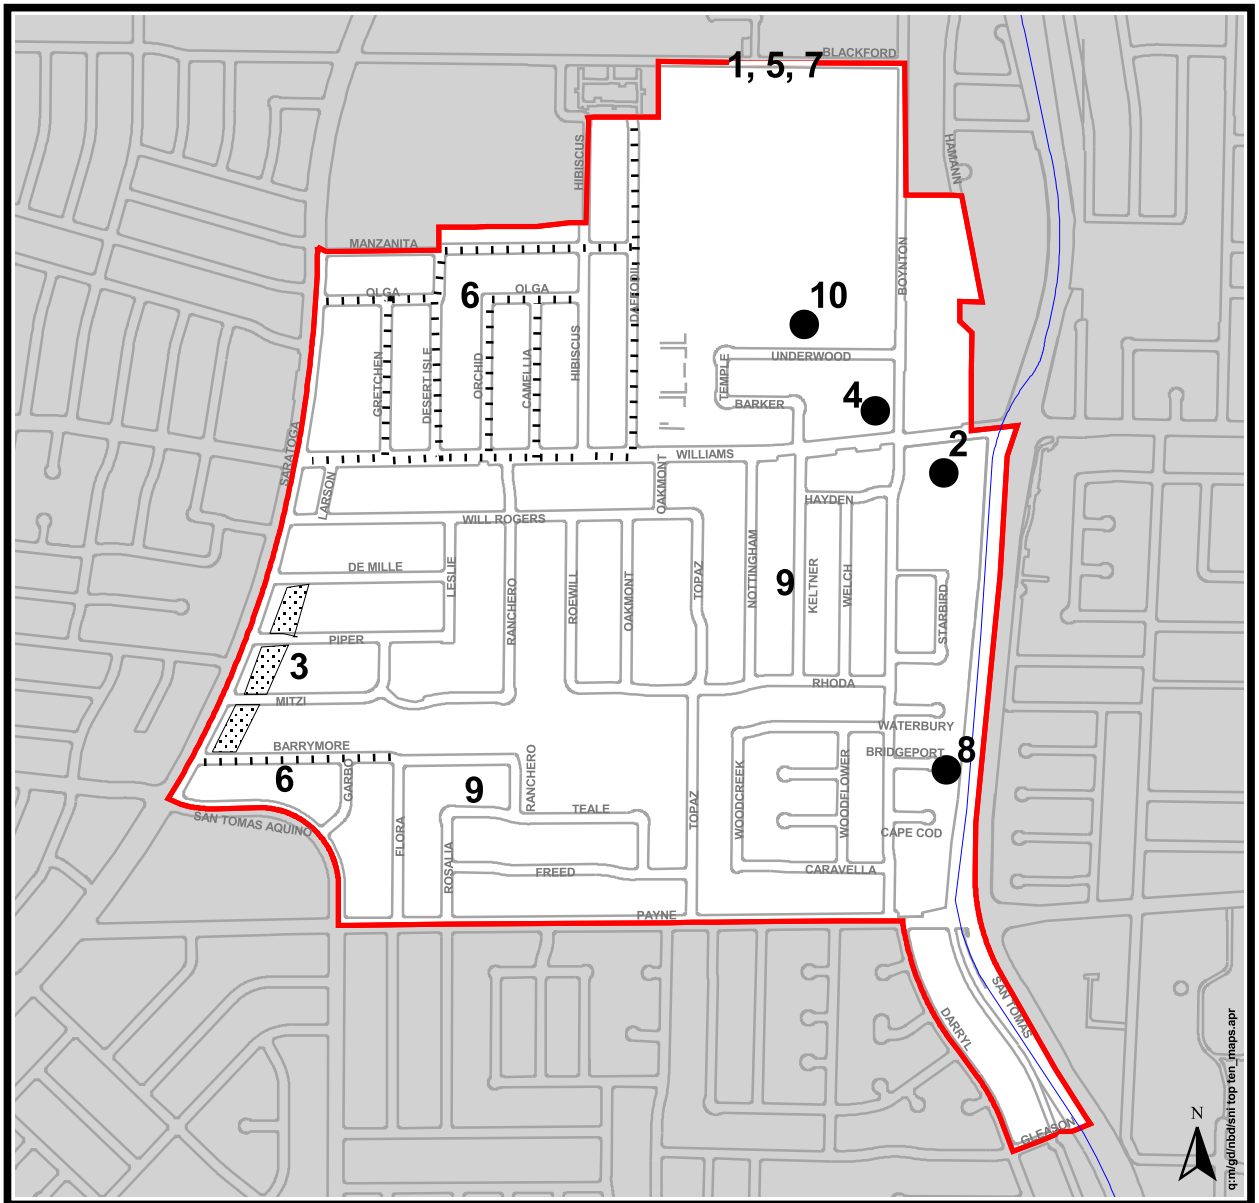 BLACKFORD
1, 5, 7
HIBISCUS
HAMANN
MANZANITA
BOYNTON
DAFFODIL
OLGA
6
OLGA
10
UNDERWOOD
TEMPLE
BARKER
4
GRETCHEN
DESERT ISLE
ORCHID
CAMELLIA
HIBISCUS
SARATOGA
2
WILLIAMS
LARSON
OAKMONT
HAYDEN
WILL ROGERS
DE MILLE
LESLIE
RANCHERO
ROEWILL
OAKMONT
TOPAZ
NOTTINGHAM
9
KELTNER
WELCH
STARBIRD
PIPER
3
MITZI
RHODA
WATERBURY
BARRYMORE
BRIDGEPORT
8
6
GARBO
9
RANCHERO
TEALE
TOPAZ
WOODCREEK
WOODFLOWER
CAPE COD
SAN TOMAS AQUINO
FLORA
ROSALIA
FREED
CARAVELLA
PAYNE
SAN TOMAS
DARRYL
GLEASON
N
q:m/gd/nbd/sni top ten_maps.apr